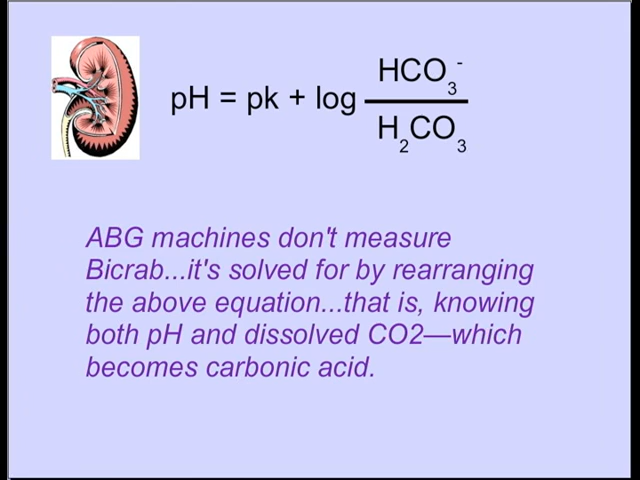 pH = pk + log HCO3-
H2CO3
ABG machines don't measure
Bicrab...it's solved for by rearranging
the above equation...that is, knowing
both pH and dissolved CO2—which
becomes carbonic acid.